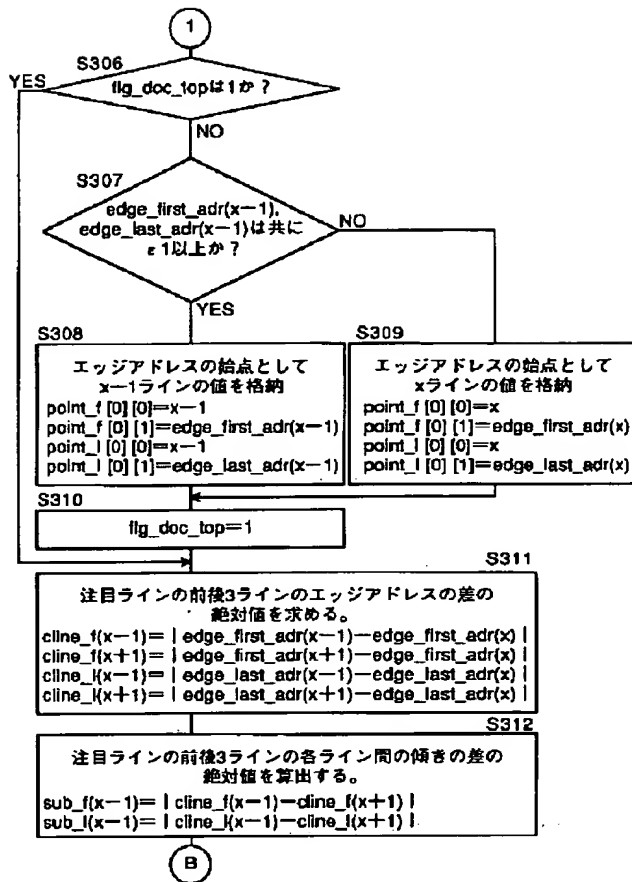 1
S306
YES
flg_doc_topは1か？
NO
S307
edge_first_adr(x−1),
edge_last_adr(x−1)は共に
ε1以上か？
NO
YES
S308
エッジアドレスの始点として
x−1ラインの値を格納
point_f [0] [0]=x−1
point_f [0] [1]=edge_first_adr(x−1)
point_l [0] [0]=x−1
point_l [0] [1]=edge_last_adr(x−1)
S309
エッジアドレスの始点として
xラインの値を格納
point_f [0] [0]=x
point_f [0] [1]=edge_first_adr(x)
point_l [0] [0]=x
point_l [0] [1]=edge_last_adr(x)
S310
flg_doc_top=1
S311
注目ラインの前後3ラインのエッジアドレスの差の
絶対値を求める。
cline_f(x−1)=｜edge_first_adr(x−1)−edge_first_adr(x)｜
cline_f(x+1)=｜edge_first_adr(x+1)−edge_first_adr(x)｜
cline_l(x−1)=｜edge_last_adr(x−1)−edge_last_adr(x)｜
cline_l(x+1)=｜edge_last_adr(x+1)−edge_last_adr(x)｜
S312
注目ラインの前後3ラインの各ライン間の傾きの差の
絶対値を算出する。
sub_f(x−1)=｜cline_f(x−1)−cline_f(x+1)｜
sub_l(x−1)=｜cline_l(x−1)−cline_l(x+1)｜
B